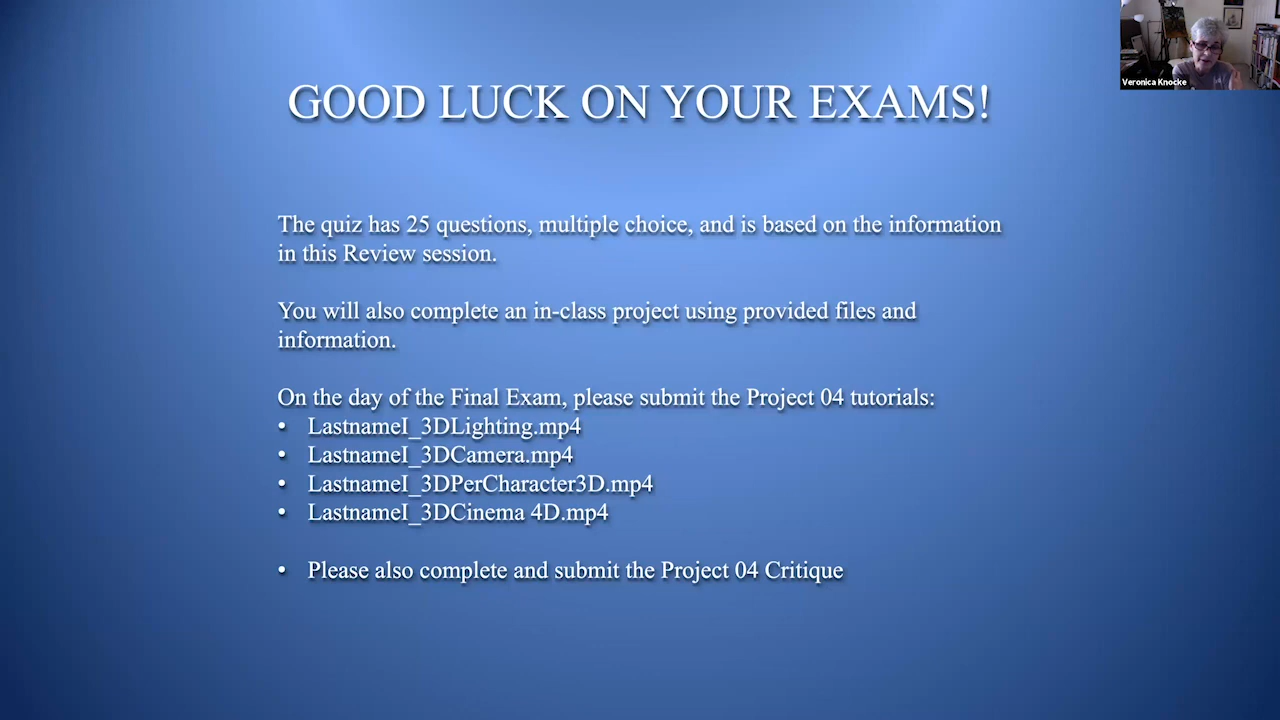 GOOD LUCK ON YOUR EXAMS!
Veronica Knocke
The quiz has 25 questions, multiple choice, and is based on the information
in this Review session.
You will also complete an in-class project using provided files and
information.
On the day of the Final Exam, please submit the Project 04 tutorials:
• LastnameI_3DLighting.mp4
• LastnameI_3DCamera.mp4
• LastnameI_3DPerCharacter3D.mp4
• LastnameI_3DCinema 4D.mp4
• Please also complete and submit the Project 04 Critique